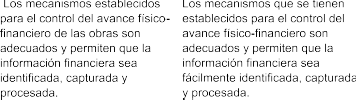 Los mecanismos establecidos
para el control del avance físico-
financiero de las obras son
adecuados y permiten que la
información financiera sea
identificada, capturada y
procesada.
Los mecanismos que se tienen
establecidos para el control del
avance físico-financiero son
adecuados y permiten que la
información financiera sea
fácilmente identificada, capturada
y procesada.